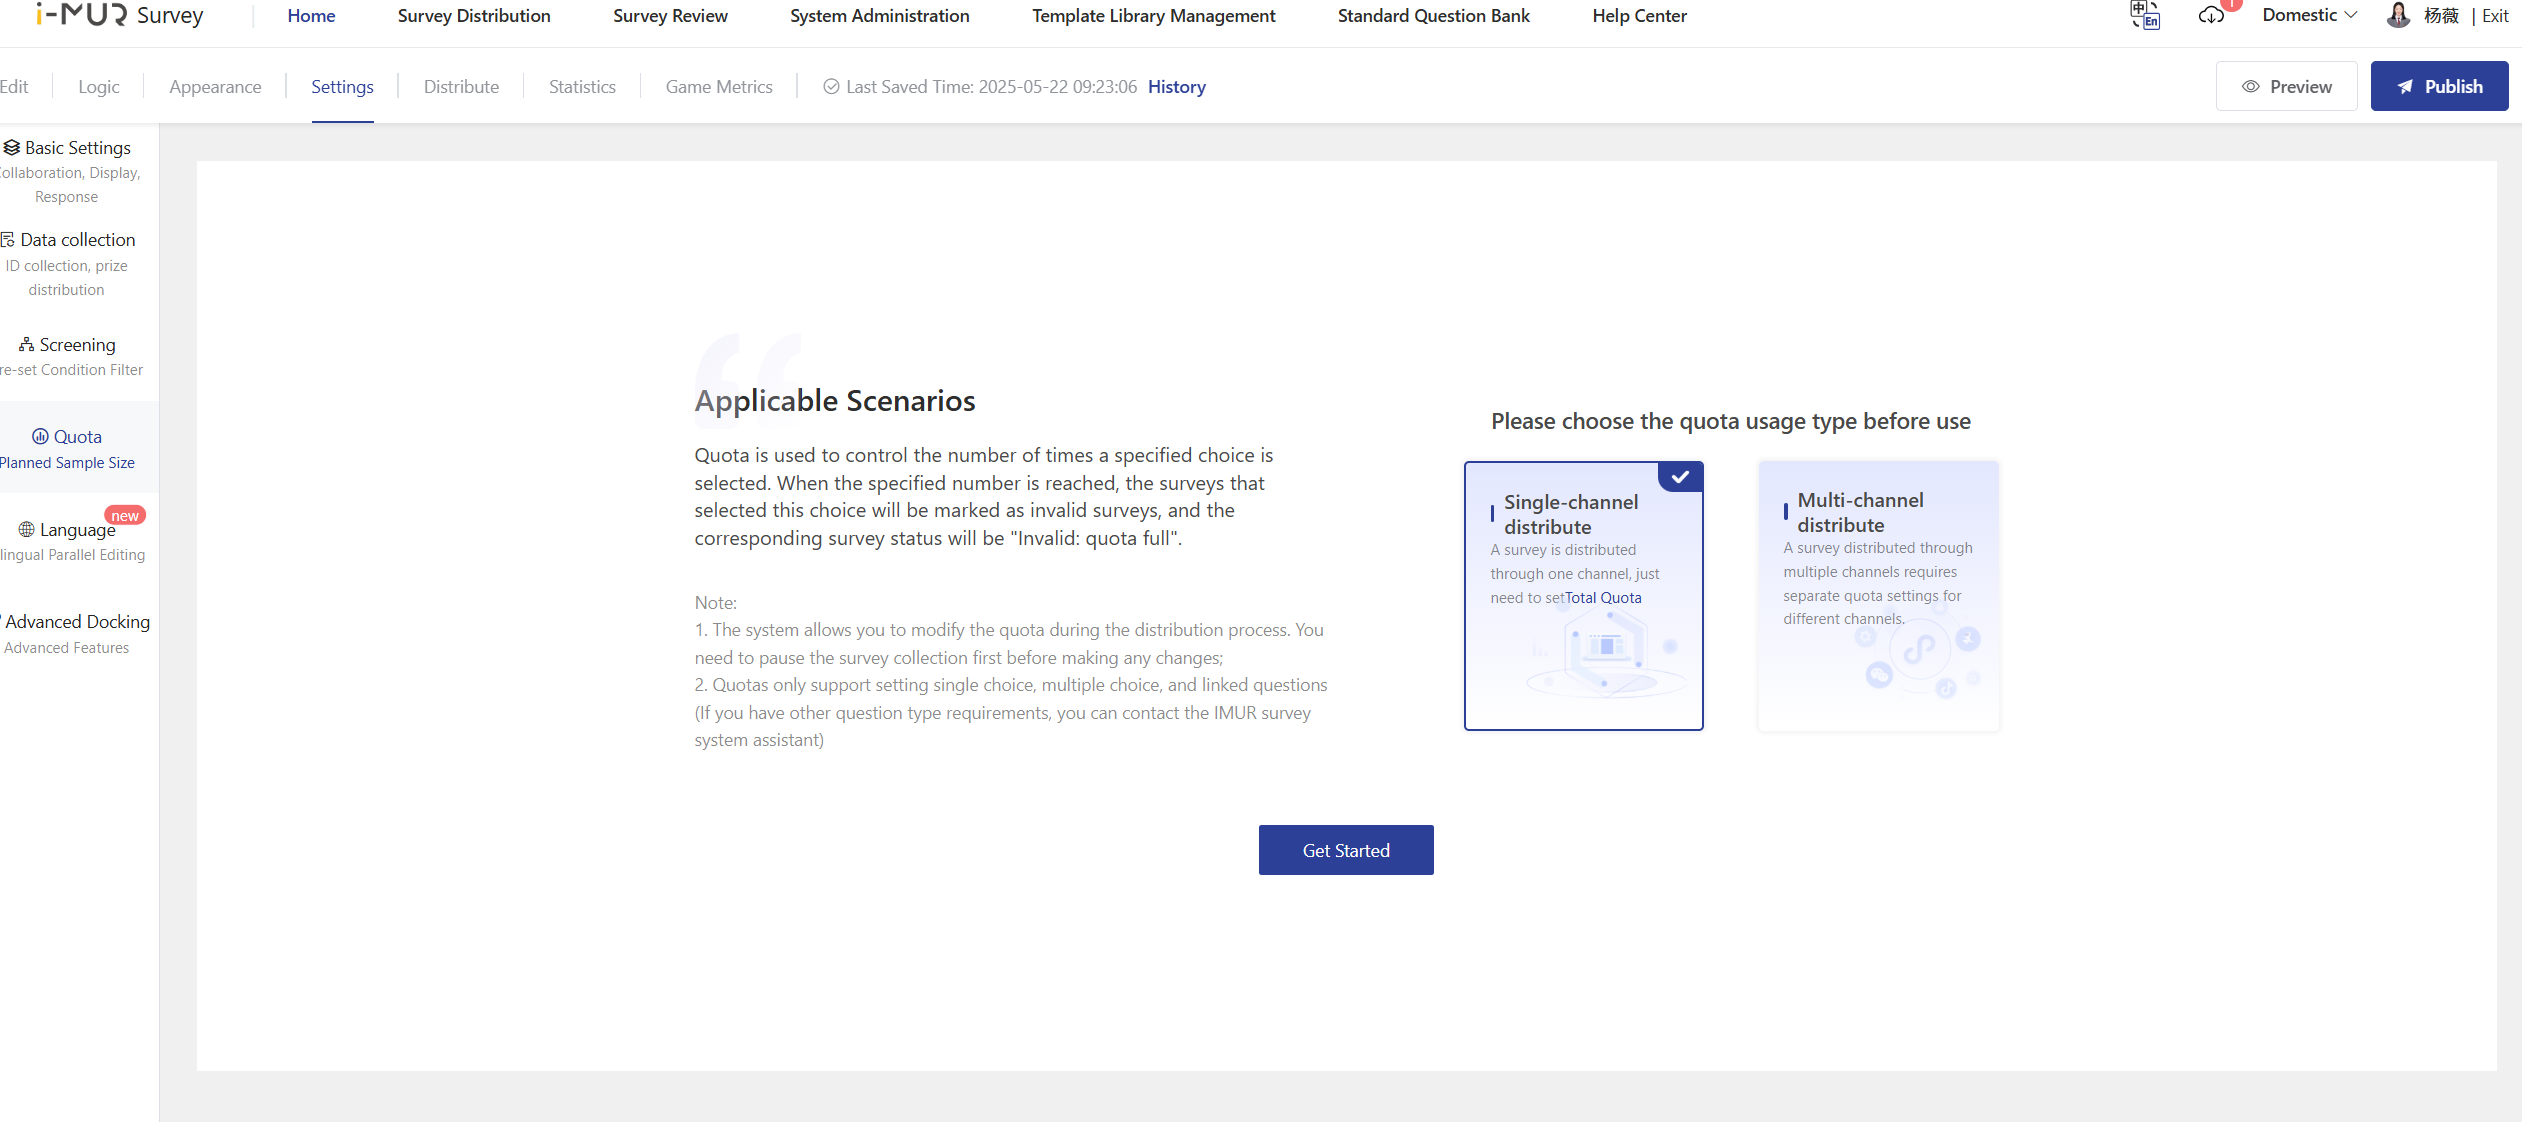 i-MUR Survey
Home
Survey Distribution
Survey Review
System Administration
Template Library Management
Standard Question Bank
Help Center
中 En
1
Domestic
杨薇 | Exit
Edit
Logic
Appearance
Settings
Distribute
Statistics
Game Metrics
Last Saved Time: 2025-05-22 09:23:06 History
Preview
Publish
Basic Settings
ollaboration, Display,
Response
Data collection
ID collection, prize
distribution
Screening
re-set Condition Filter
Quota
Planned Sample Size
new
Language
lingual Parallel Editing
Advanced Docking
Advanced Features
Applicable Scenarios
Quota is used to control the number of times a specified choice is
selected. When the specified number is reached, the surveys that
selected this choice will be marked as invalid surveys, and the
corresponding survey status will be "Invalid: quota full".
Note:
1. The system allows you to modify the quota during the distribution process. You
need to pause the survey collection first before making any changes;
2. Quotas only support setting single choice, multiple choice, and linked questions
(If you have other question type requirements, you can contact the IMUR survey
system assistant)
Please choose the quota usage type before use
Single-channel
distribute
A survey is distributed
through one channel, just
need to setTotal Quota
Multi-channel
distribute
A survey distributed through
multiple channels requires
separate quota settings for
different channels.
Get Started